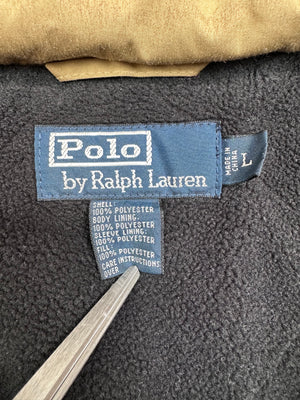 Polo
by Ralph Lauren
MADE IN
CHINA
L
SHELL:
100% POLYESTER
BODY LINING:
100% POLYESTER
SLEEVE LINING:
100% POLYESTER
FILL:
100% POLYESTER
CARE INSTRUCTIONS
OVER